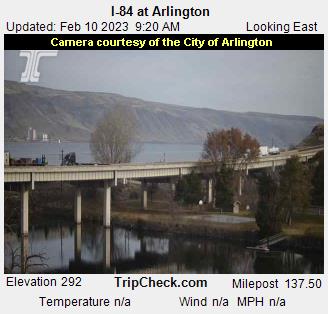 I-84 at Arlington
Updated: Feb 10 2023 9:20 AM Looking East
Camera courtesy of the City of Arlington
Elevation 292 TripCheck.com Milepost 137.50
Temperature n/a Wind n/a MPH n/a